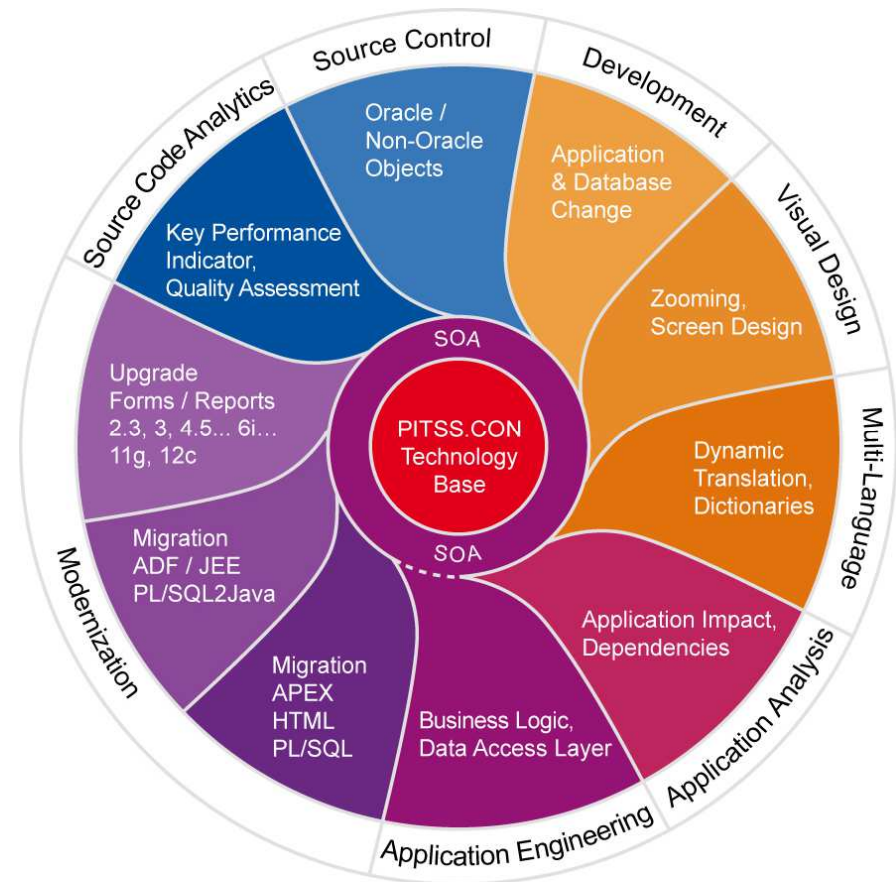 Source Control
Oracle /
Non-Oracle
Objects
Development
Application
& Database
Change
Visual Design
Zooming,
Screen Design
Multi-Language
Dynamic
Translation,
Dictionaries
Application Analysis
Application Impact,
Dependencies
Application Engineering
Business Logic,
Data Access Layer
Modernization
Migration
APEX
HTML
PL/SQL
Migration
ADF / JEE
PL/SQL2Java
Upgrade
Forms / Reports
2.3, 3, 4.5... 6i...
11g, 12c
Source Code Analytics
Key Performance
Indicator,
Quality Assessment
SOA
PITSS.CON
Technology
Base
SOA